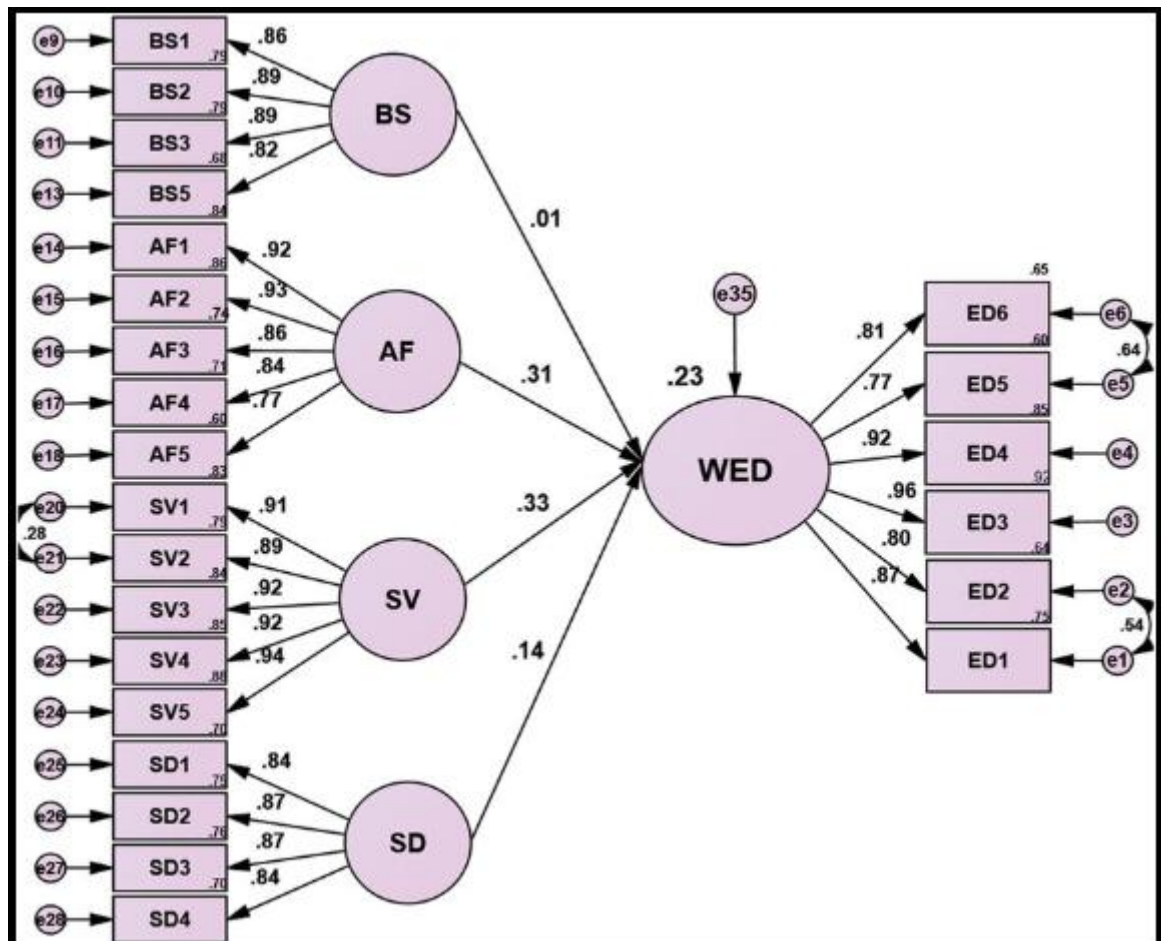 e9 BS1 .79 .86
e10 BS2 .79 .89
e11 BS3 .68 .89
e13 BS5 .84 .82
BS
.01
e14 AF1 .86 .92
e15 AF2 .74 .93
e16 AF3 .71 .86
e17 AF4 .60 .84
e18 AF5 .83 .77
AF
.31
e20 SV1 .79 .91
.28
e21 SV2 .84 .89
e22 SV3 .85 .92
e23 SV4 .88 .92
e24 SV5 .70 .94
SV
.33
e25 SD1 .75 .84
e26 SD2 .76 .87
e27 SD3 .70 .87
e28 SD4 .84
SD
.14
e35
.23
WED
.65
.81 ED6 .60 e6
.64
.77 ED5 .85 e5
.92 ED4 .92 e4
.96 ED3 .64 e3
.80 ED2 .75 e2
.54
.87 ED1 e1